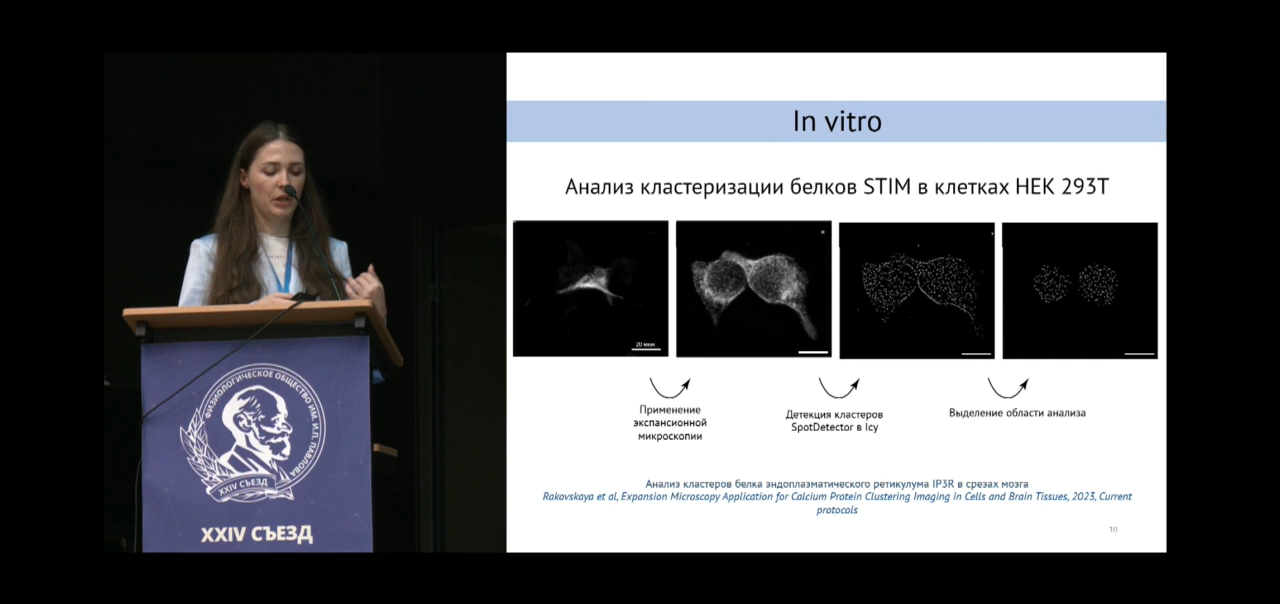 In vitro
Анализ кластеризации белков STIM в клетках HEK 293T
20 мкм
Применение
экспансионной
микроскопии
Детекция кластеров
SpotDetector в Icy
Выделение области анализа
Анализ кластеров белка эндоплазматического ретикулума IP3R в срезах мозга
Rakovskaya et al, Expansion Microscopy Application for Calcium Protein Clustering Imaging in Cells and Brain Tissues, 2023, Current
protocols
10
ФИЗИОЛОГИЧЕСКОЕ ОБЩЕСТВО ИМ. И.П. ПАВЛОВА
XXIV СЪЕЗД
XXIV СЪЕЗД